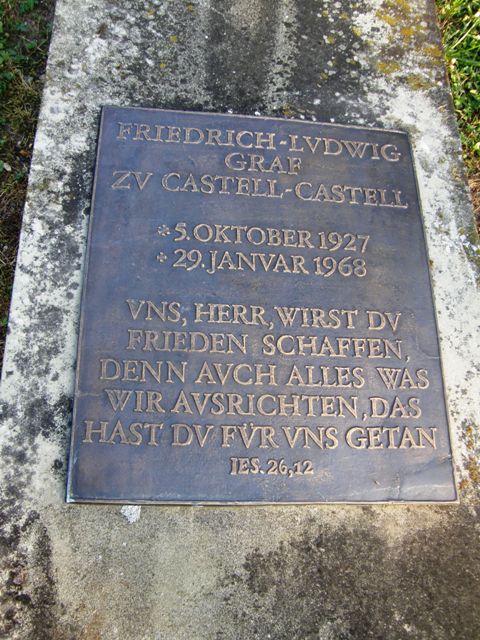 FRIEDRICH-LVDWIG
GRAF
ZV CASTELL-CASTELL
*5.OKTOBER 1927
*29.JANVAR 1968
VNS, HERR, WIRST DV
FRIEDEN SCHAFFEN,
DENN AVCH ALLES WAS
WIR AVSRICHTEN, DAS
HAST DV FÜR VNS GETAN
JES. 26,12